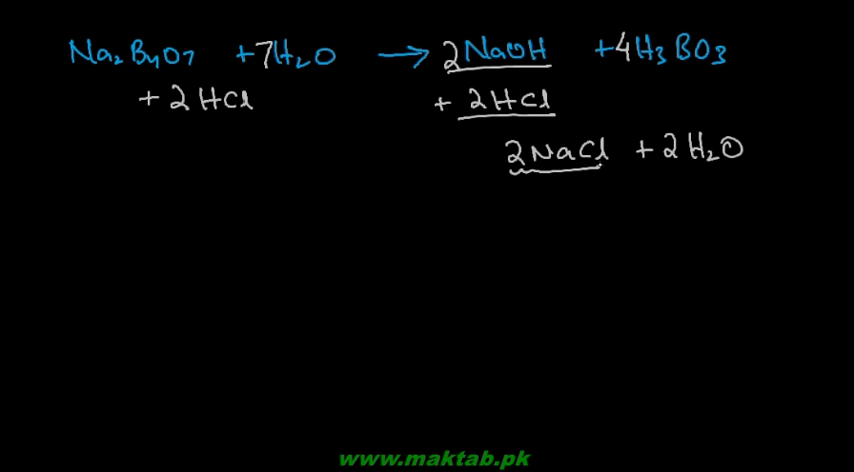 Na₂B₄O₇ + 7H₂O → 2NaOH + 4H₃BO₃
+ 2HCl + 2HCl
2NaCl + 2H₂O
www.maktab.pk